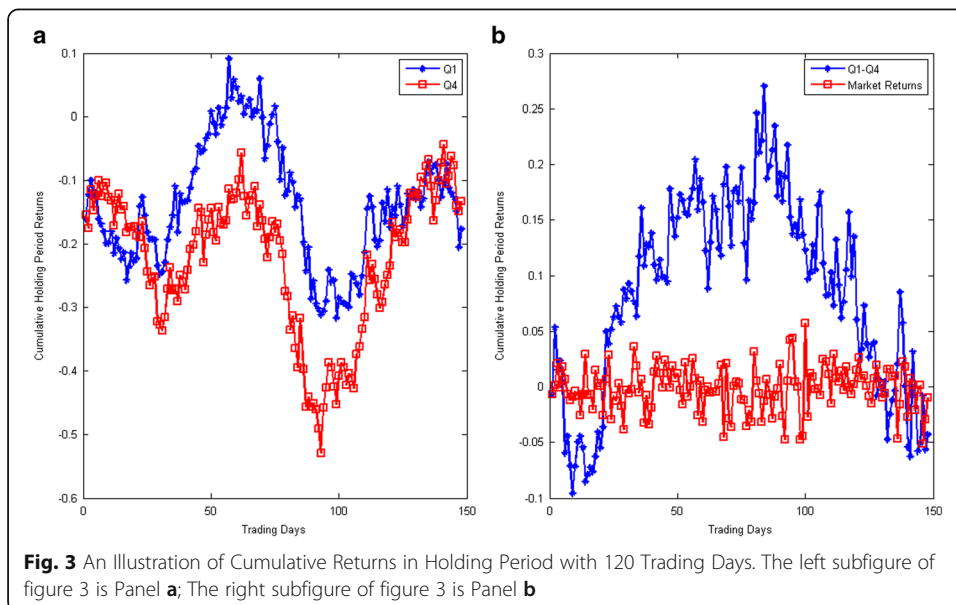 a
b
Q1
Q4
0.1
0
-0.1
-0.2
-0.3
-0.4
-0.5
-0.6
Cumulative Holding Period Returns
0
50
100
150
Trading Days
Q1-Q4
Market Returns
0.3
0.25
0.2
0.15
0.1
0.05
0
-0.05
-0.1
Cumulative Holding Period Returns
0
50
100
150
Trading Days
Fig. 3 An Illustration of Cumulative Returns in Holding Period with 120 Trading Days. The left subfigure of
figure 3 is Panel a; The right subfigure of figure 3 is Panel b